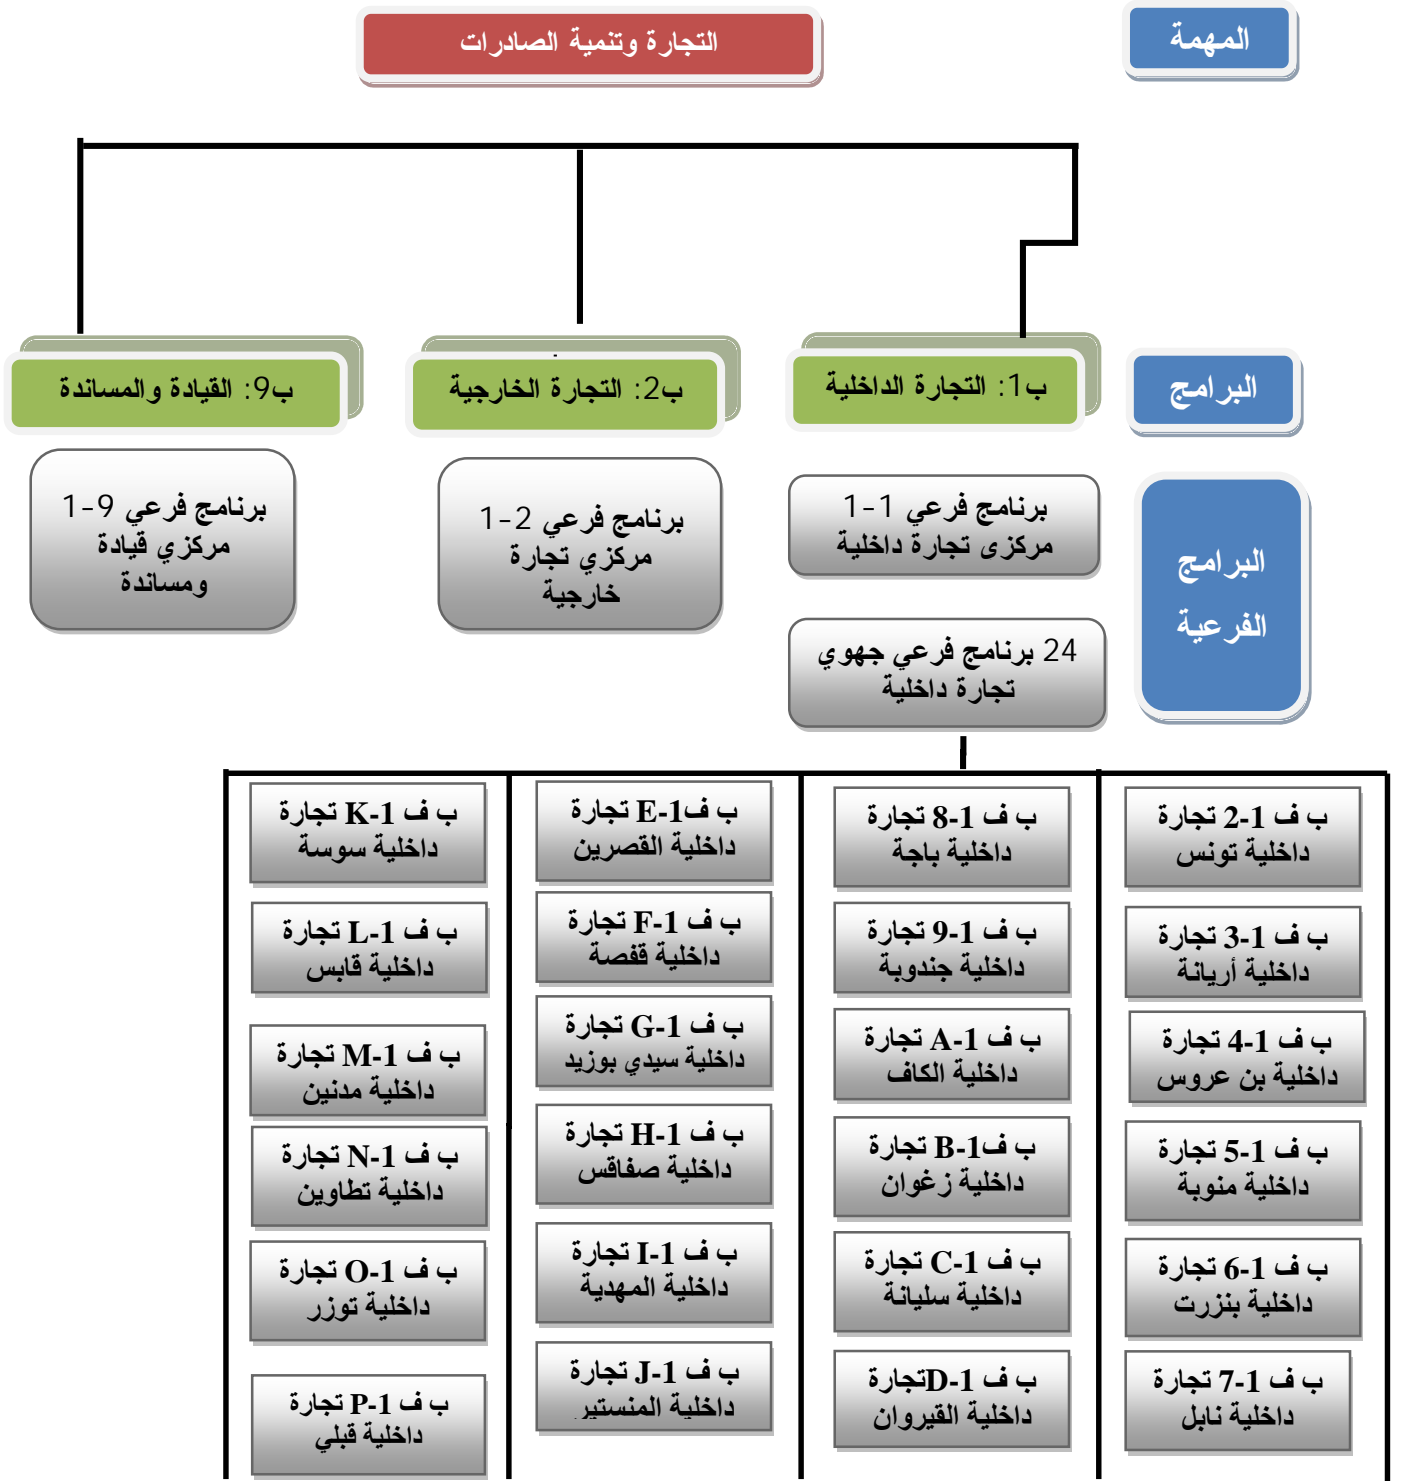 المهمة
التجارة وتنمية الصادرات
البرامج
ب1: التجارة الداخلية
ب2: التجارة الخارجية
ب9: القيادة والمساندة
البرامج
الفرعية
برنامج فرعي 1-1
مركزي تجارة داخلية
برنامج فرعي 2-1
مركزي تجارة
خارجية
برنامج فرعي 9-1
مركزي قيادة
ومساندة
24 برنامج فرعي جهوي
تجارة داخلية
ب ف 1-2 تجارة
داخلية تونس
ب ف 1-3 تجارة
داخلية أريانة
ب ف 1-4 تجارة
داخلية بن عروس
ب ف 1-5 تجارة
داخلية منوبة
ب ف 1-6 تجارة
داخلية بنزرت
ب ف 1-7 تجارة
داخلية نابل
ب ف 1-8 تجارة
داخلية باجة
ب ف 1-9 تجارة
داخلية جندوبة
ب ف 1-A تجارة
داخلية الكاف
ب ف1-B تجارة
داخلية زغوان
ب ف 1-C تجارة
داخلية سليانة
ب ف 1-Dتجارة
داخلية القيروان
ب ف1-E تجارة
داخلية القصرين
ب ف 1-F تجارة
داخلية قفصة
ب ف 1-G تجارة
داخلية سيدي بوزيد
ب ف 1-H تجارة
داخلية صفاقس
ب ف 1-I تجارة
داخلية المهدية
ب ف 1-J تجارة
داخلية المنستير
ب ف 1-K تجارة
داخلية سوسة
ب ف 1-L تجارة
داخلية قابس
ب ف 1-M تجارة
داخلية مدنين
ب ف 1-N تجارة
داخلية تطاوين
ب ف 1-O تجارة
داخلية توزر
ب ف 1-P تجارة
داخلية قبلي